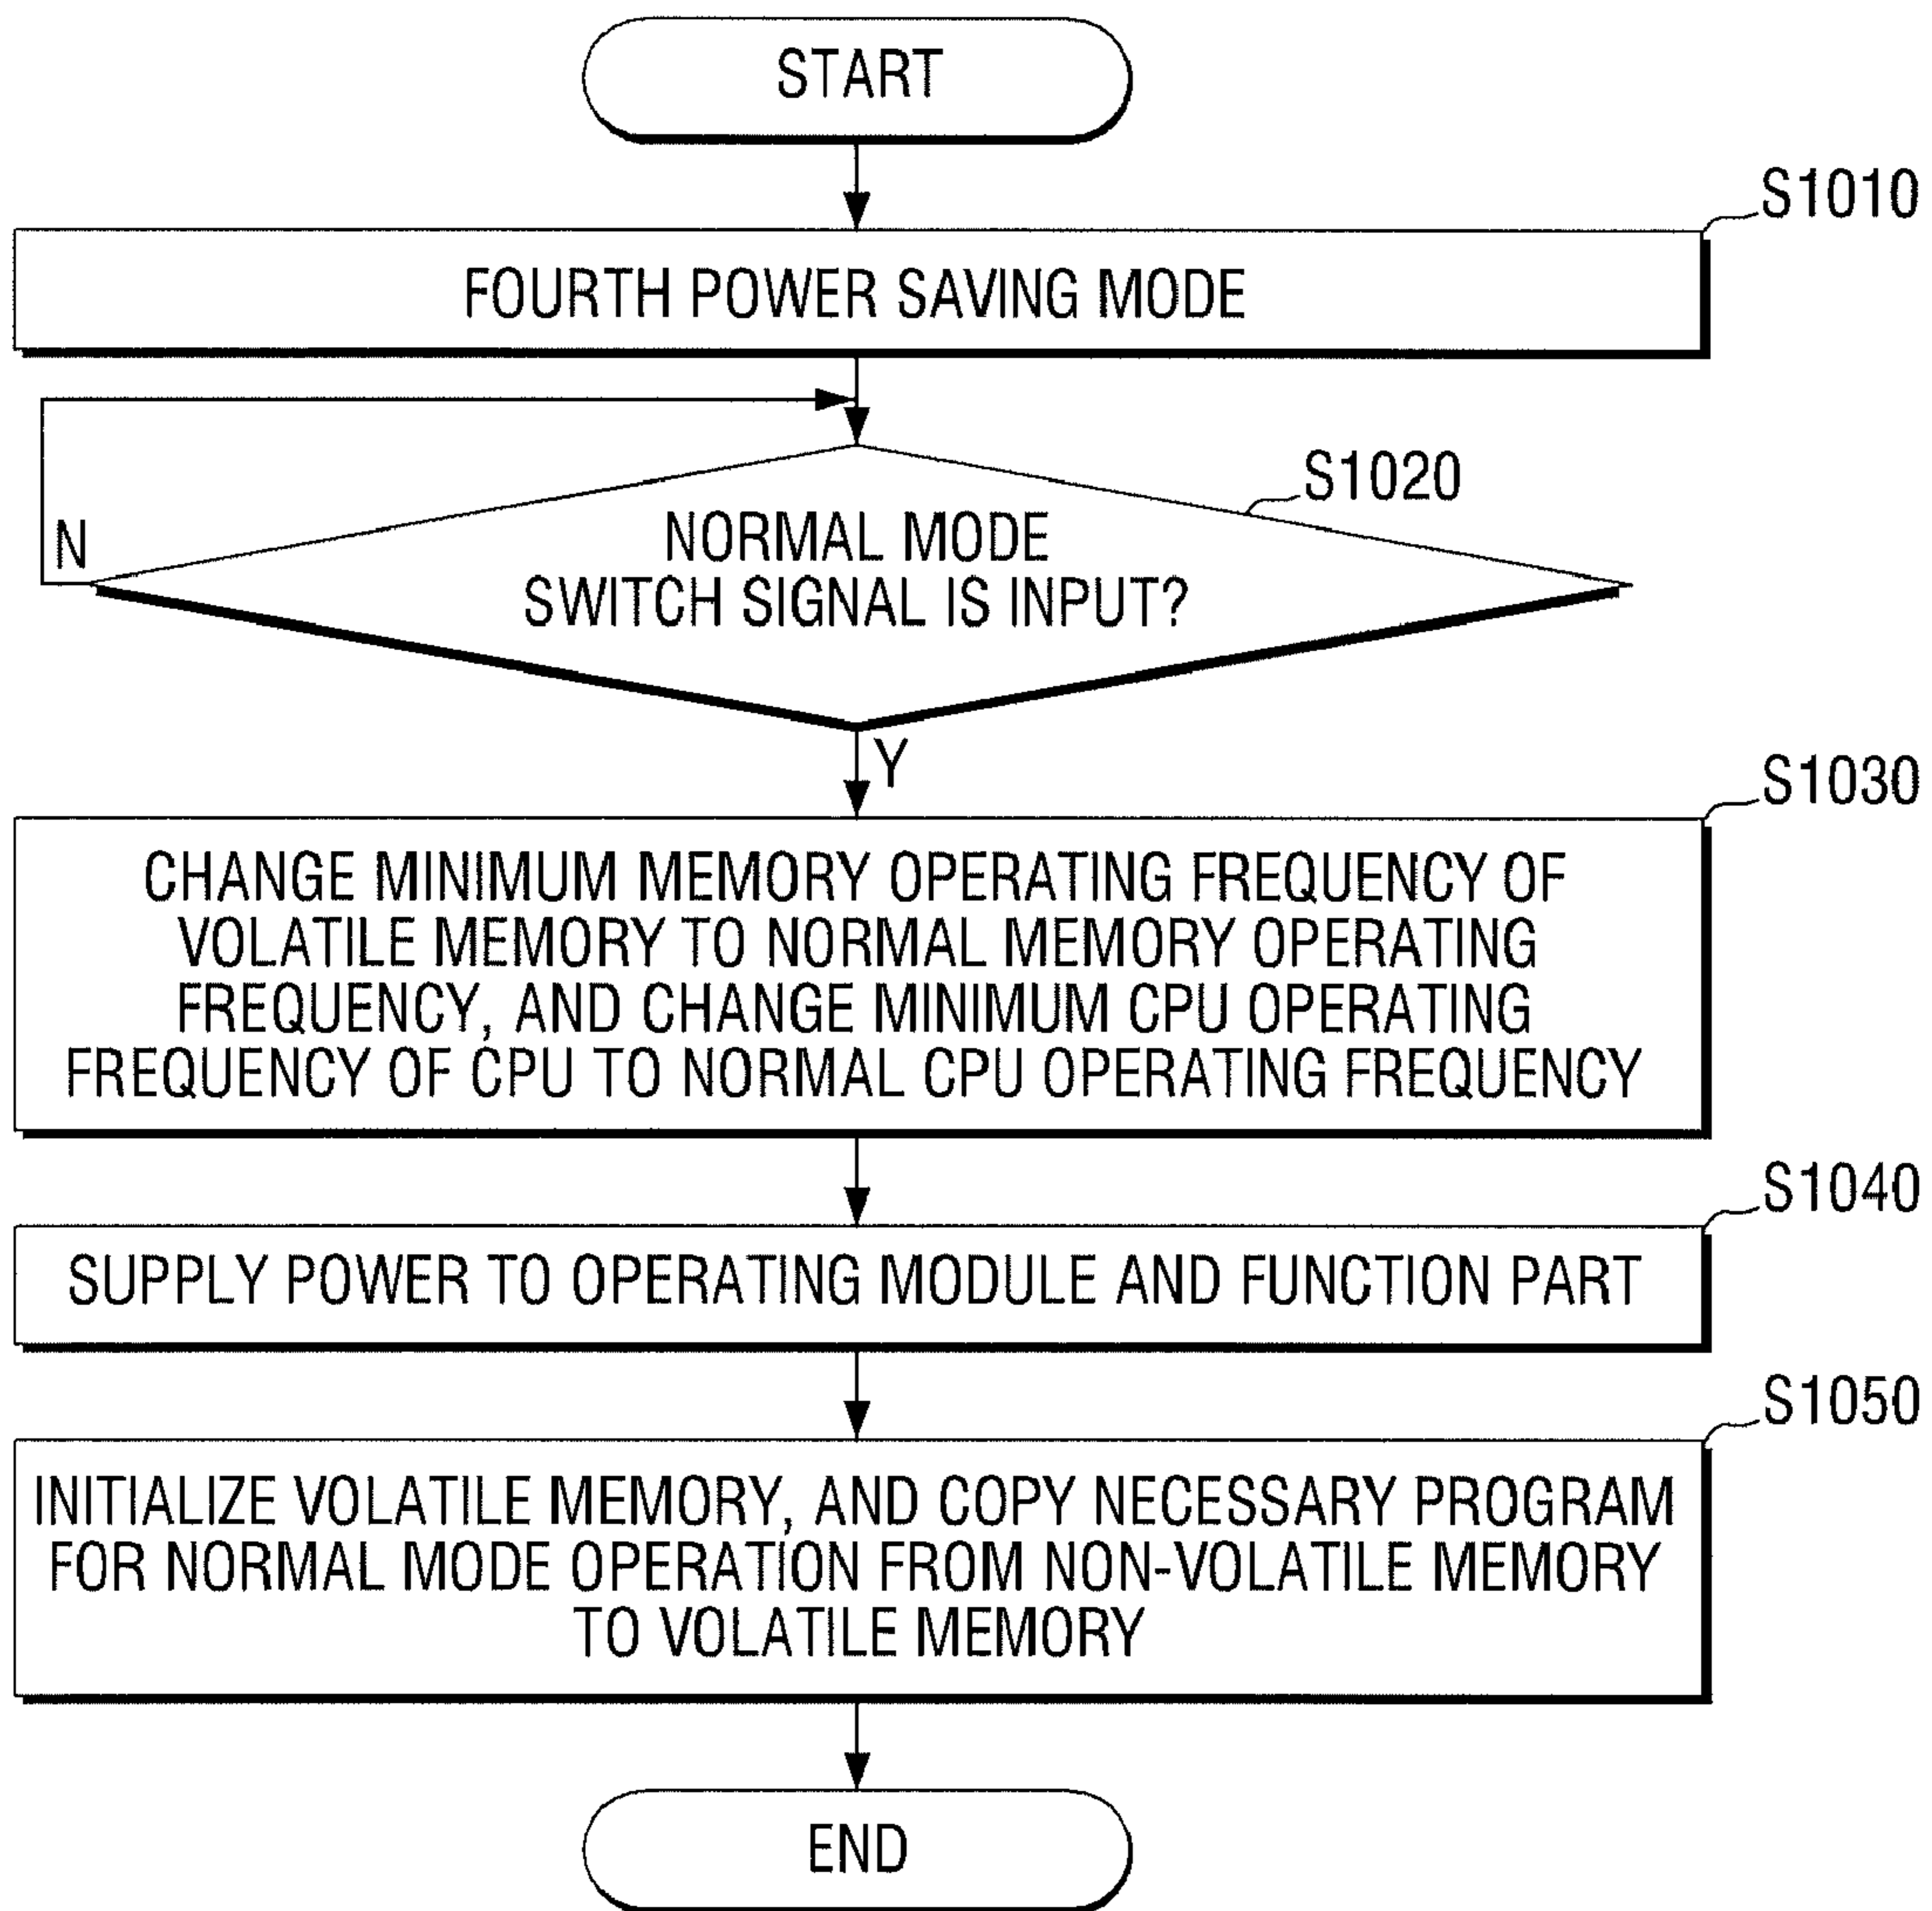 START
S1010
FOURTH POWER SAVING MODE
S1020
N
NORMAL MODE
SWITCH SIGNAL IS INPUT?
Y
S1030
CHANGE MINIMUM MEMORY OPERATING FREQUENCY OF
VOLATILE MEMORY TO NORMAL MEMORY OPERATING
FREQUENCY, AND CHANGE MINIMUM CPU OPERATING
FREQUENCY OF CPU TO NORMAL CPU OPERATING FREQUENCY
S1040
SUPPLY POWER TO OPERATING MODULE AND FUNCTION PART
S1050
INITIALIZE VOLATILE MEMORY, AND COPY NECESSARY PROGRAM
FOR NORMAL MODE OPERATION FROM NON-VOLATILE MEMORY
TO VOLATILE MEMORY
END